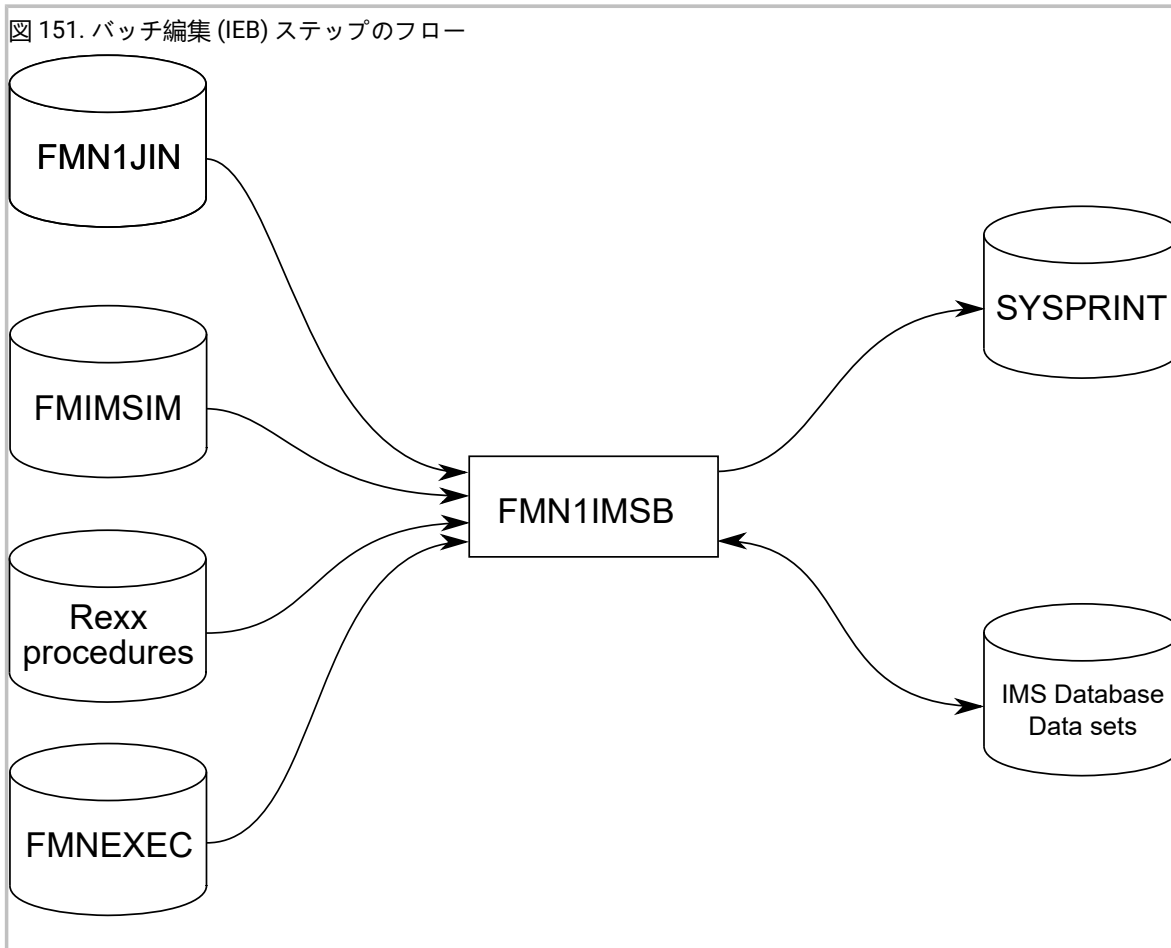 図 151. バッチ編集 (IEB) ステップのフロー
FMN1JIN
FMIMSIM
Rexx
procedures
FMNEXEC
FMN1IMSB
SYSPRINT
IMS Database
Data sets